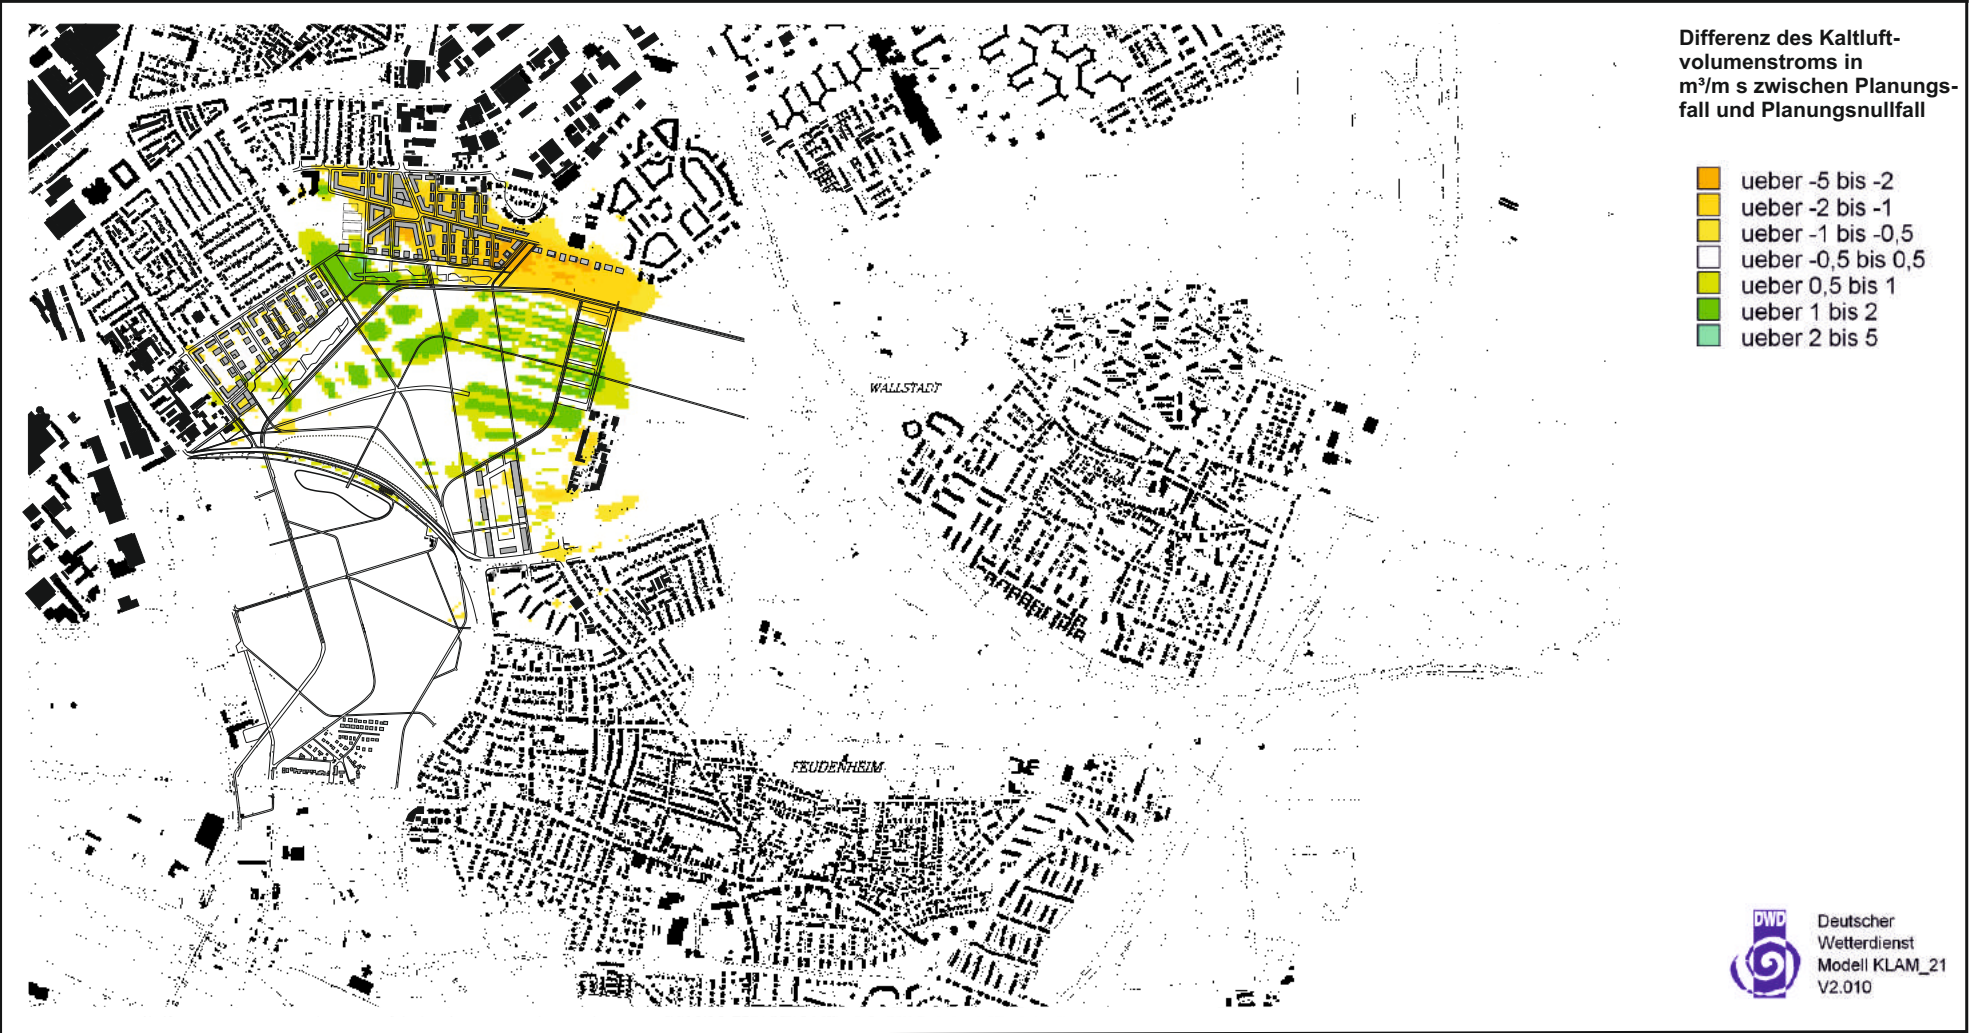 Differenz des Kaltluft-
volumenstroms in
m³/m s zwischen Planungs-
fall und Planungsnullfall
ueber -5 bis -2
ueber -2 bis -1
ueber -1 bis -0,5
ueber -0,5 bis 0,5
ueber 0,5 bis 1
ueber 1 bis 2
ueber 2 bis 5
WALLSTADT
FEUDENHEIM
DWD
Deutscher
Wetterdienst
Modell KLAM_21
V2.010